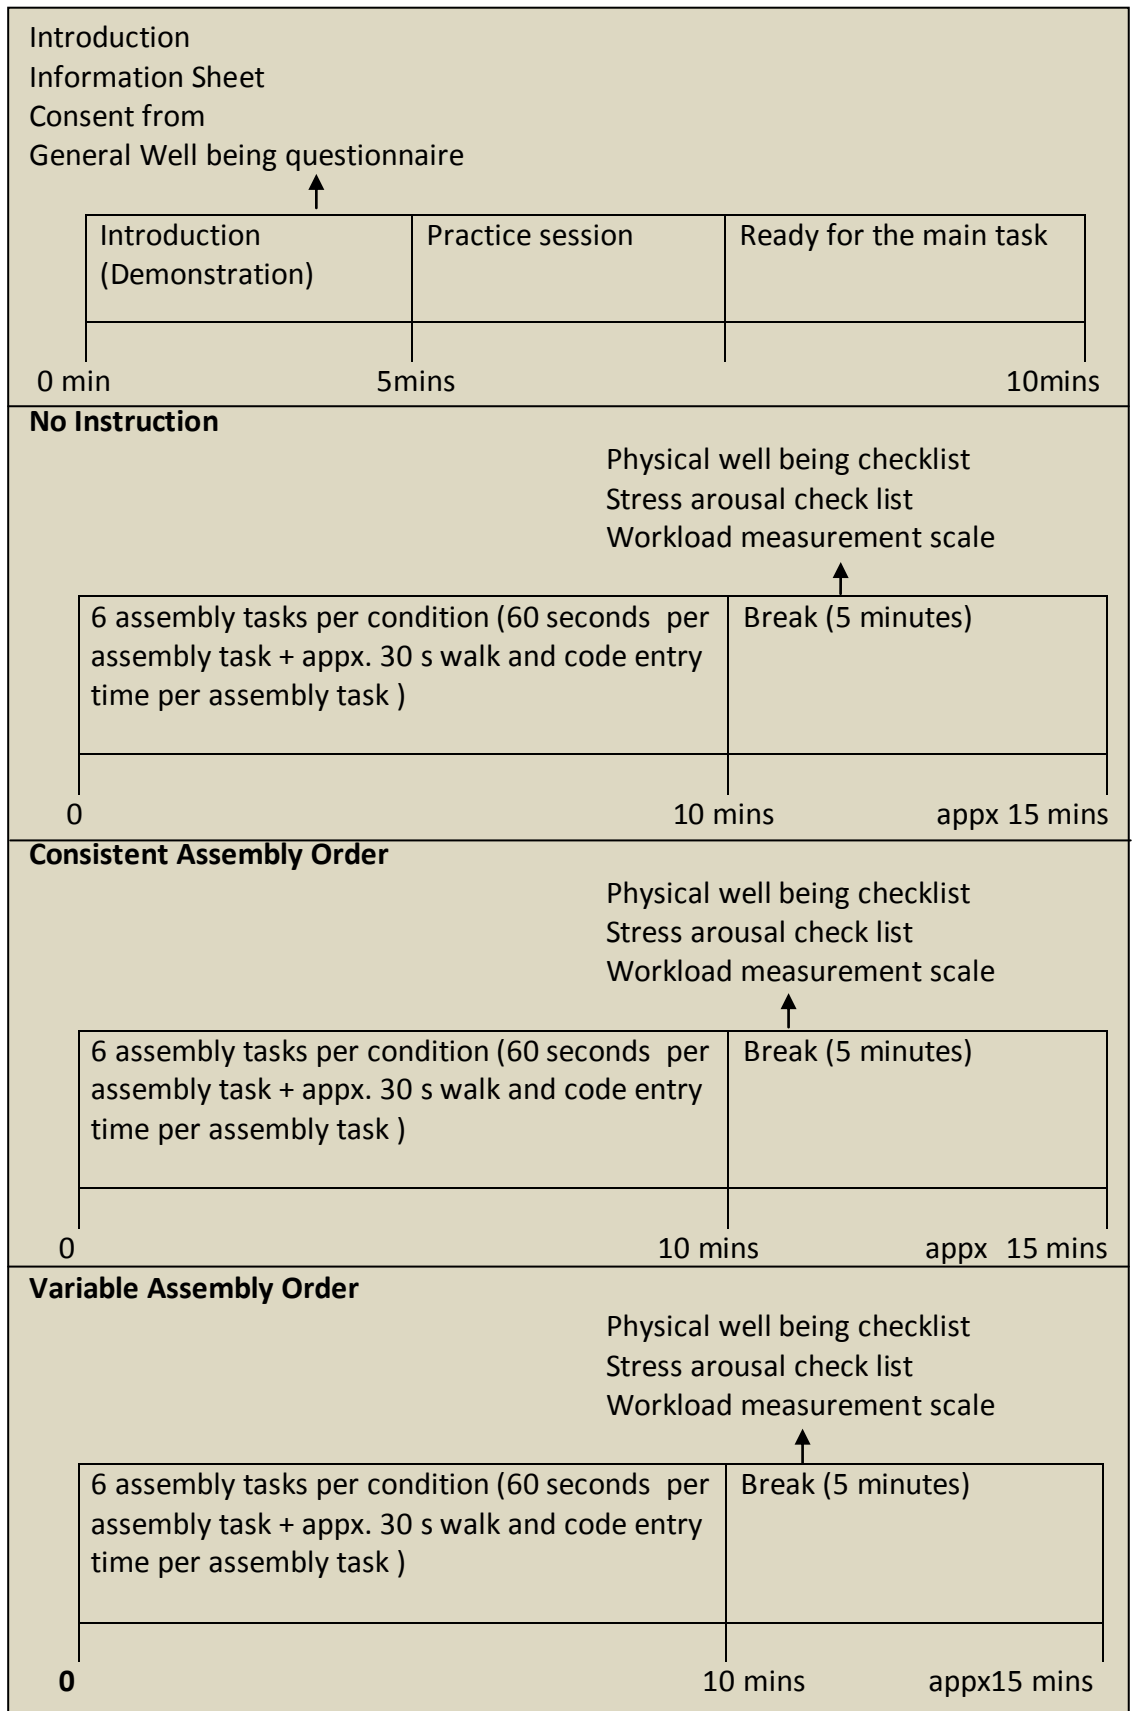 Introduction
Information Sheet
Consent from
General Well being questionnaire
Introduction
(Demonstration)
Practice session
Ready for the main task
0 min
5mins
10mins
No Instruction
Physical well being checklist
Stress arousal check list
Workload measurement scale
6 assembly tasks per condition (60 seconds per
assembly task + appx. 30 s walk and code entry
time per assembly task )
Break (5 minutes)
0
10 mins
appx 15 mins
Consistent Assembly Order
Physical well being checklist
Stress arousal check list
Workload measurement scale
6 assembly tasks per condition (60 seconds per
assembly task + appx. 30 s walk and code entry
time per assembly task )
Break (5 minutes)
0
10 mins
appx 15 mins
Variable Assembly Order
Physical well being checklist
Stress arousal check list
Workload measurement scale
6 assembly tasks per condition (60 seconds per
assembly task + appx. 30 s walk and code entry
time per assembly task )
Break (5 minutes)
0
10 mins
appx15 mins